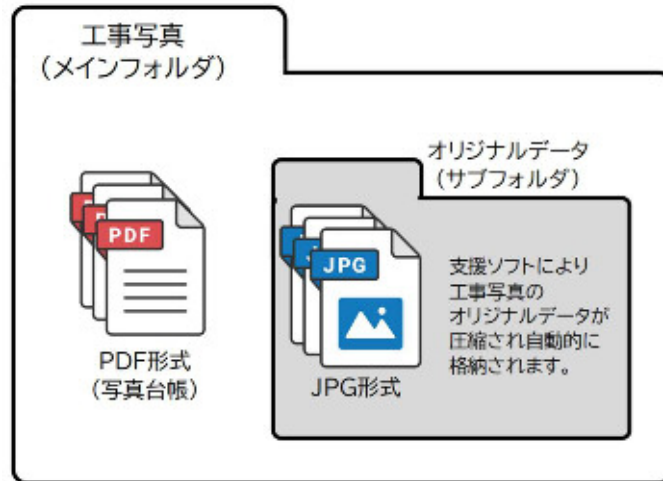 工事写真
（メインフォルダ）
PDF
PDF形式
（写真台帳）
オリジナルデータ
（サブフォルダ）
JPG
JPG形式
支援ソフトにより
工事写真の
オリジナルデータが
圧縮され自動的に
格納されます。